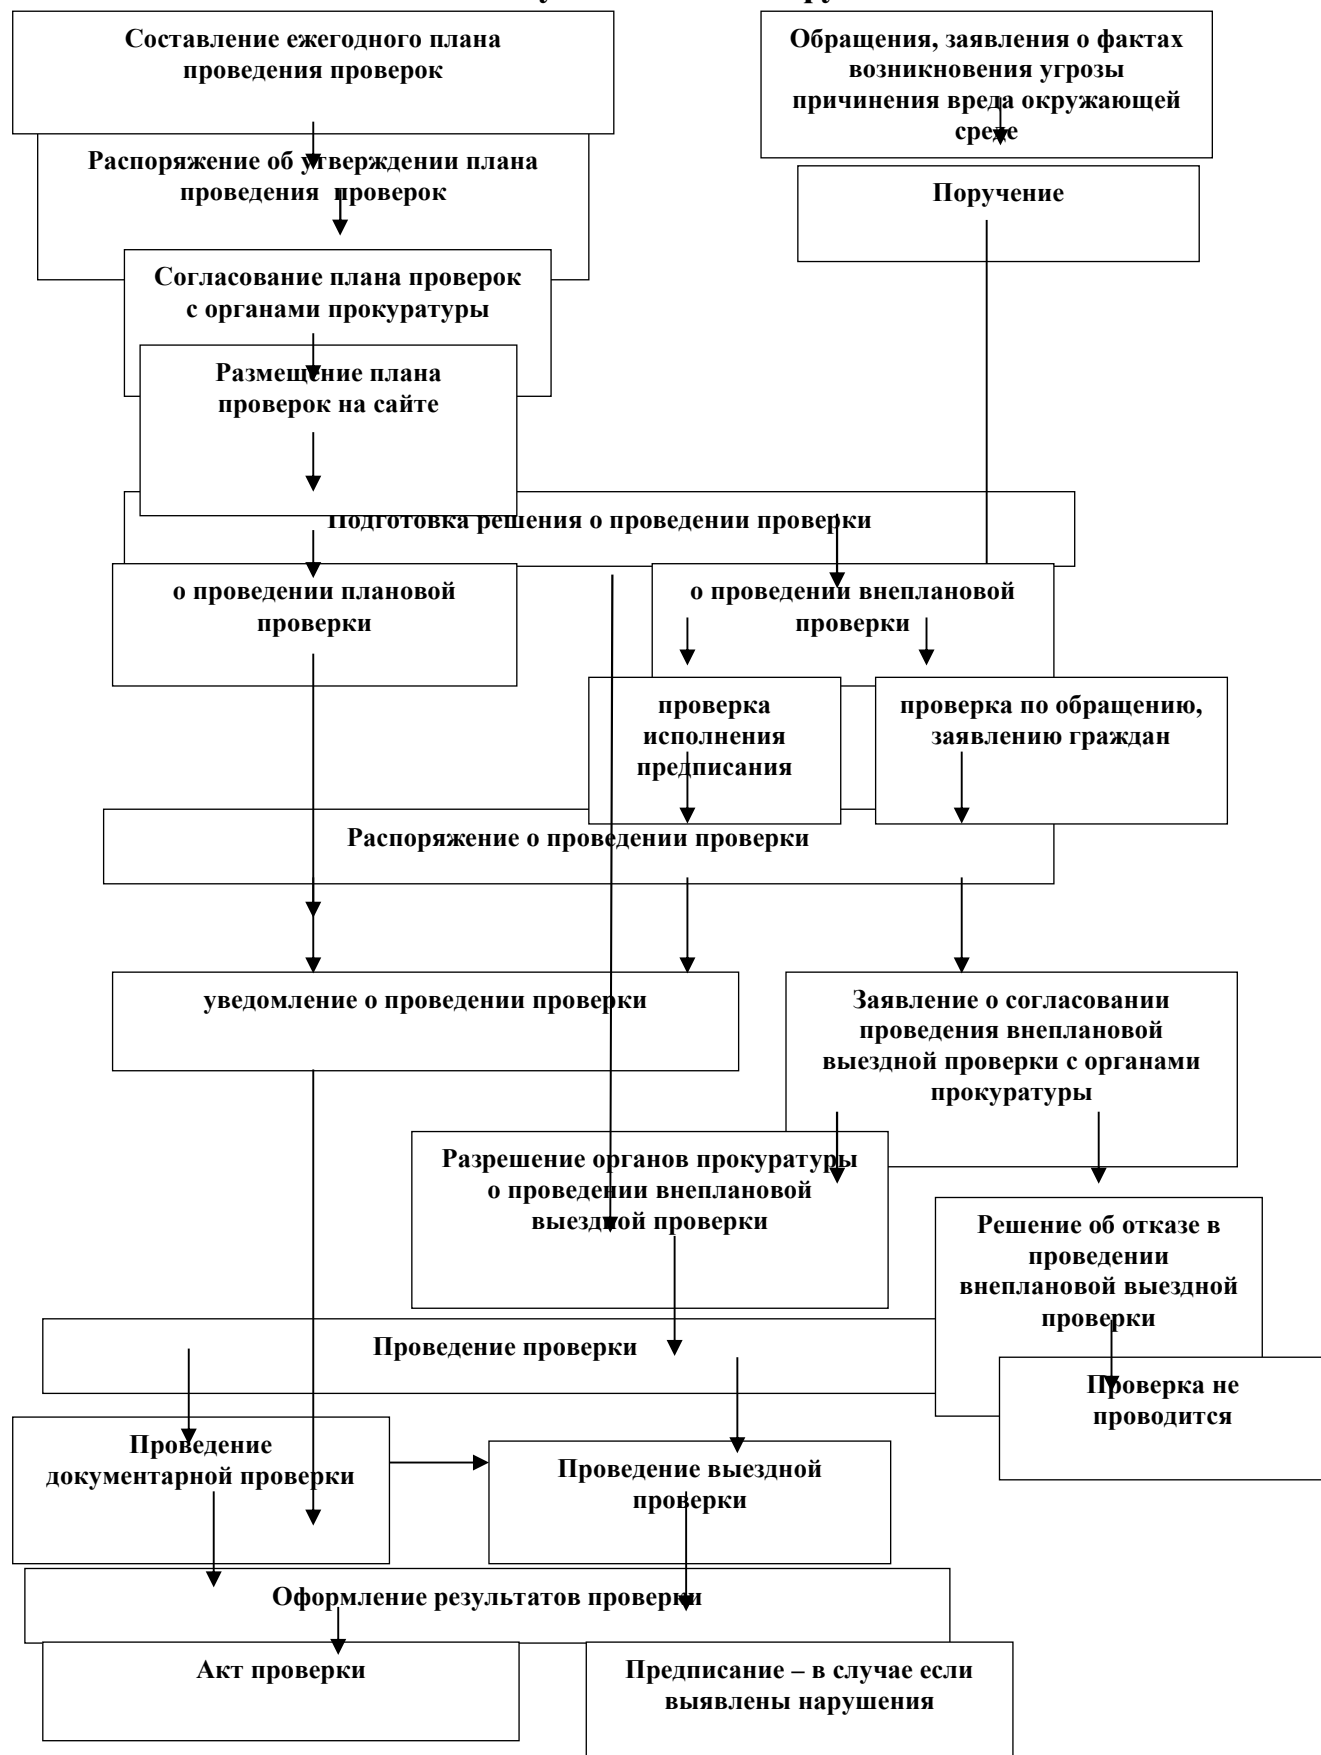 Составление ежегодного плана
проведения проверок
Обращения, заявления о фактах
возникновения угрозы
причинения вреда окружающей
среде
Распоряжение об утверждении плана
проведения проверок
Поручение
Согласование плана проверок
с органами прокуратуры
Размещение плана
проверок на сайте
Подготовка решения о проведении проверки
о проведении плановой
проверки
о проведении внеплановой
проверки
проверка
исполнения
предписания
проверка по обращению,
заявлению граждан
Распоряжение о проведении проверки
уведомление о проведении проверки
Заявление о согласовании
проведения внеплановой
выездной проверки с органами
прокуратуры
Разрешение органов прокуратуры
о проведении внеплановой
выездной проверки
Решение об отказе в
проведении
внеплановой выездной
проверки
Проведение проверки
Проверка не
проводится
Проведение
документарной проверки
Проведение выездной
проверки
Оформление результатов проверки
Акт проверки
Предписание – в случае если
выявлены нарушения